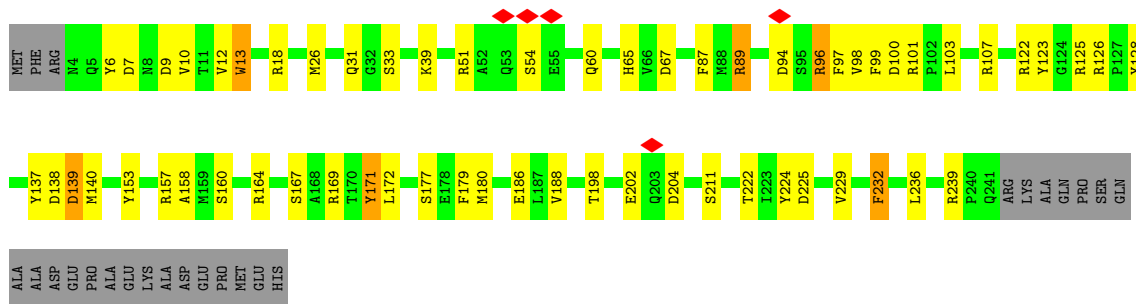 MET PHE ARG N4 Q5 Y6 D7 N8 D9 V10 T11 V12 W13 R18 M26 Q31 G32 S33 K39 R51 A52 Q53 S54 E55 Q60 H65 V66 D67 F87 M88 R89 D94 S95 R96 F97 V98 F99 D100 R101 P102 L103 R107 R122 Y123 G124 R125 R126 P127 Y128
Y137 D138 D139 M140 Y153 R157 A158 M159 S160 R164 S167 A168 R169 T170 Y171 L172 S177 E178 F179 M180 E186 L187 V188 T198 E202 Q203 D204 S211 T222 I223 Y224 D225 V229 F232 L236 R239 P240 Q241 ARG LYS ALA GLN PRO SER GLN
ALA ALA ASP GLU PRO ALA GLU LYS ALA ASP GLU PRO MET GLU HIS